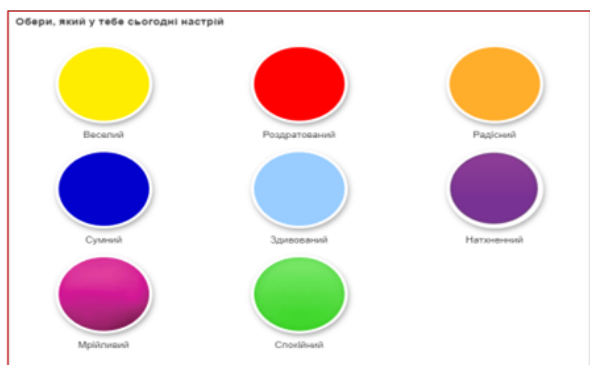 Обери, який у тебе сьогодні настрій
Веселий
Роздратований
Радісний
Сумний
Здивований
Натхненний
Мрійливий
Спокійний